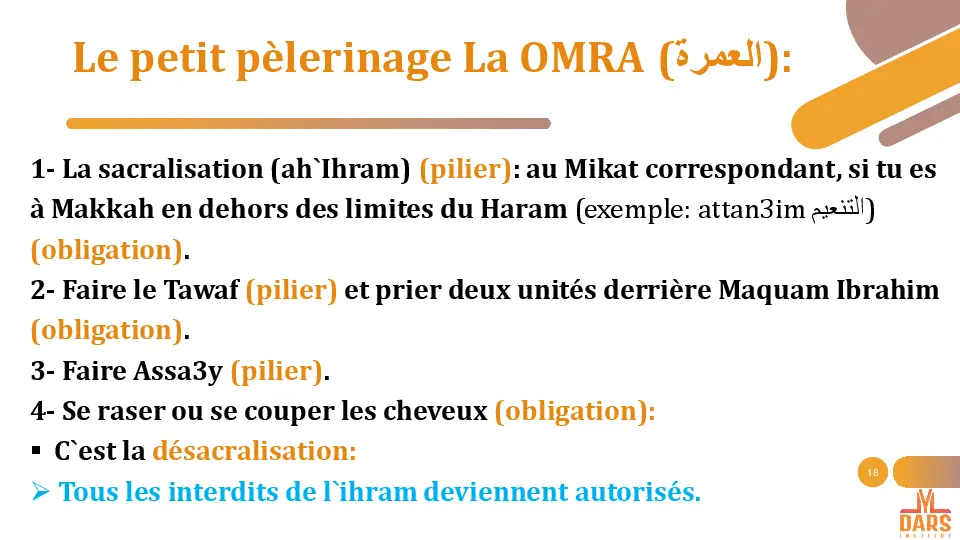 Le petit pèlerinage La OMRA (العمرة):
1- La sacralisation (ah`Ihram) (pilier): au Mikat correspondant, si tu es
à Makkah en dehors des limites du Haram (exemple: attan3im التنعيم)
(obligation).
2- Faire le Tawaf (pilier) et prier deux unités derrière Maquam Ibrahim
(obligation).
3- Faire Assa3y (pilier).
4- Se raser ou se couper les cheveux (obligation):
▪ C`est la désacralisation:
➢ Tous les interdits de l`ihram deviennent autorisés.
18
DARS
INSTITUT